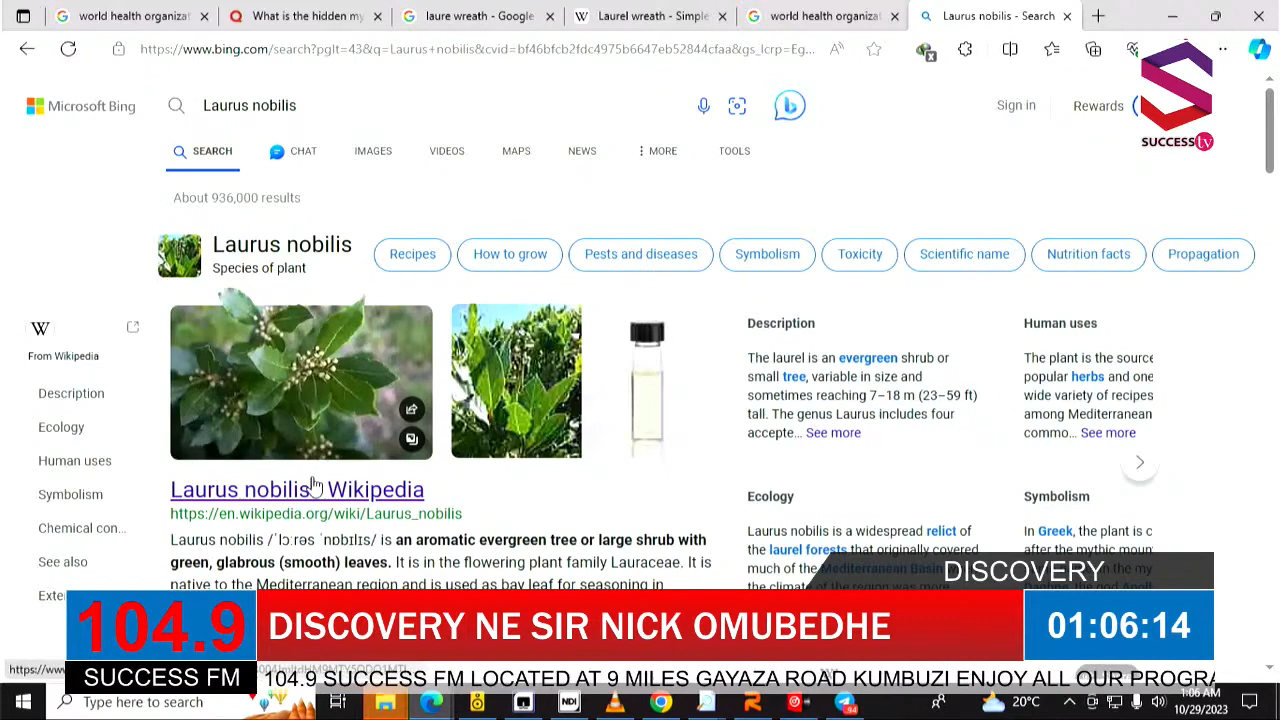 world health organizat
What is the hidden my
laure wreath - Google
Laurel wreath - Simple
world health organizat
Laurus nobilis - Search
https://www.bing.com/search?pglt=43&q=Laurus+nobilis&cvid=bf46bfcb2fdc4975b6647eb52844cfaa&gs_lcrp=Eg...
Microsoft Bing
Laurus nobilis
Sign in
Rewards
SUCCESS tv
SEARCH
CHAT
IMAGES
VIDEOS
MAPS
NEWS
MORE
TOOLS
About 936,000 results
Laurus nobilis
Species of plant
Recipes
How to grow
Pests and diseases
Symbolism
Toxicity
Scientific name
Nutrition facts
Propagation
W
From Wikipedia
Description
Ecology
Human uses
Symbolism
Chemical con...
See also
Exter
Description
The laurel is an evergreen shrub or
small tree, variable in size and
sometimes reaching 7–18 m (23–59 ft)
tall. The genus Laurus includes four
accepte... See more
Human uses
The plant is the source
popular herbs and one
wide variety of recipes
among Mediterranean
commo... See more
Laurus nobilis - Wikipedia
https://en.wikipedia.org/wiki/Laurus_nobilis
Laurus nobilis /ˈlɔːrəs ˈnɒbɪlɪs/ is an aromatic evergreen tree or large shrub with
green, glabrous (smooth) leaves. It is in the flowering plant family Lauraceae. It is
native to the Mediterranean region and is used as bay leaf for seasoning in
Ecology
Laurus nobilis is a widespread relict of
the laurel forests that originally covered
much of the Mediterranean Basin
Symbolism
In Greek, the plant is c
after the mythic moun
DISCOVERY
104.9
DISCOVERY NE SIR NICK OMUBEDHE
01:06:14
SUCCESS FM
104.9 SUCCESS FM LOCATED AT 9 MILES GAYAZA ROAD KUMBUZI ENJOY ALL OUR PROGRA
Type here to search
NDI
94
20°C
1:06 AM
10/29/2023